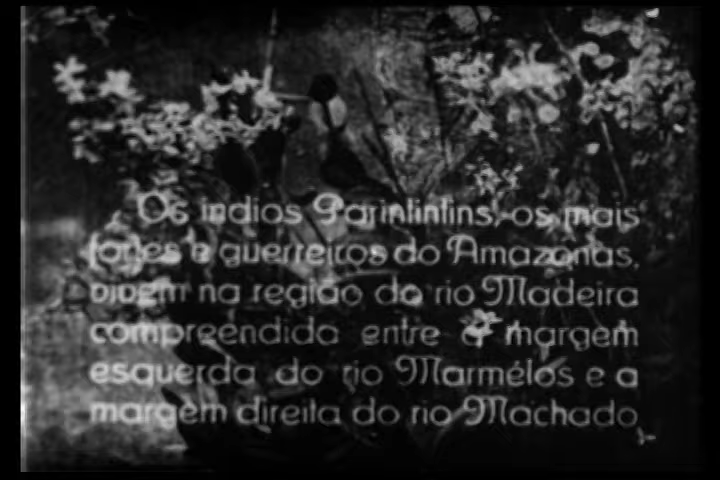 Os indios Parintintins, os mais
fortes e guerreiros do Amazonas,
vivem na região do rio Madeira
compreendida entre a margem
esquerda do rio Marmélos e a
margem direita do rio Machado